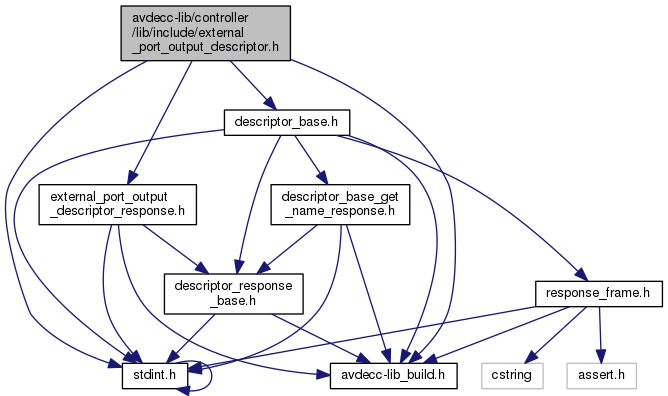 avdecc-lib/controller
/lib/include/external
_port_output_descriptor.h
descriptor_base.h
external_port_output
_descriptor_response.h
descriptor_base_get
_name_response.h
descriptor_response
_base.h
response_frame.h
stdint.h
avdecc-lib_build.h
cstring
assert.h